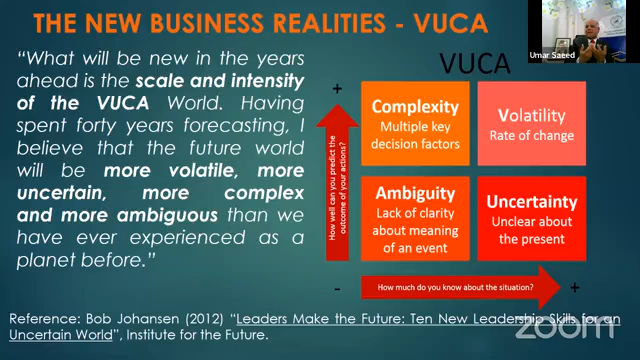 THE NEW BUSINESS REALITIES - VUCA
Umar Saeed
“What will be new in the years
ahead is the scale and intensity
of the VUCA World. Having
spent forty years forecasting, I
believe that the future world
will be more volatile, more
uncertain, more complex
and more ambiguous than we
have ever experienced as a
planet before.”
VUCA
+
How well can you predict the
outcome of your actions?
Complexity
Multiple key
decision factors
Volatility
Rate of change
Ambiguity
Lack of clarity
about meaning
of an event
Uncertainty
Unclear about
the present
-
How much do you know about the situation?
+
Reference: Bob Johansen (2012) “Leaders Make the Future: Ten New Leadership Skills for an
Uncertain World”, Institute for the Future.
zoom